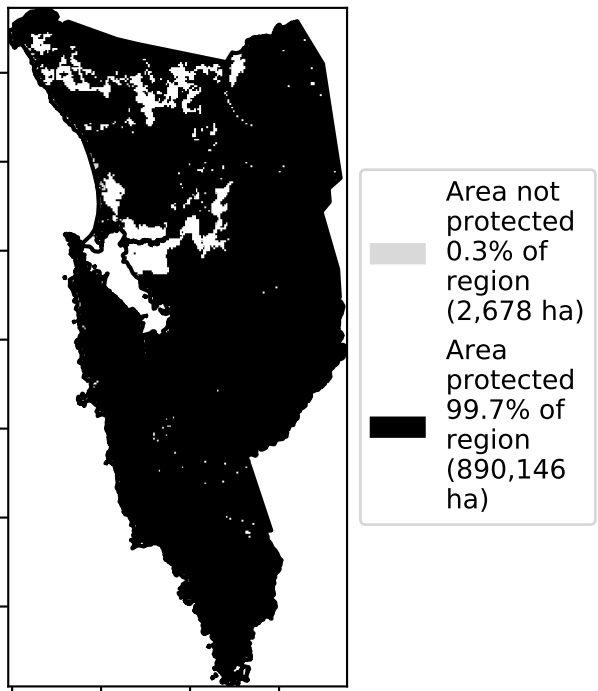 Area not
protected
0.3% of
region
(2,678 ha)
Area
protected
99.7% of
region
(890,146
ha)